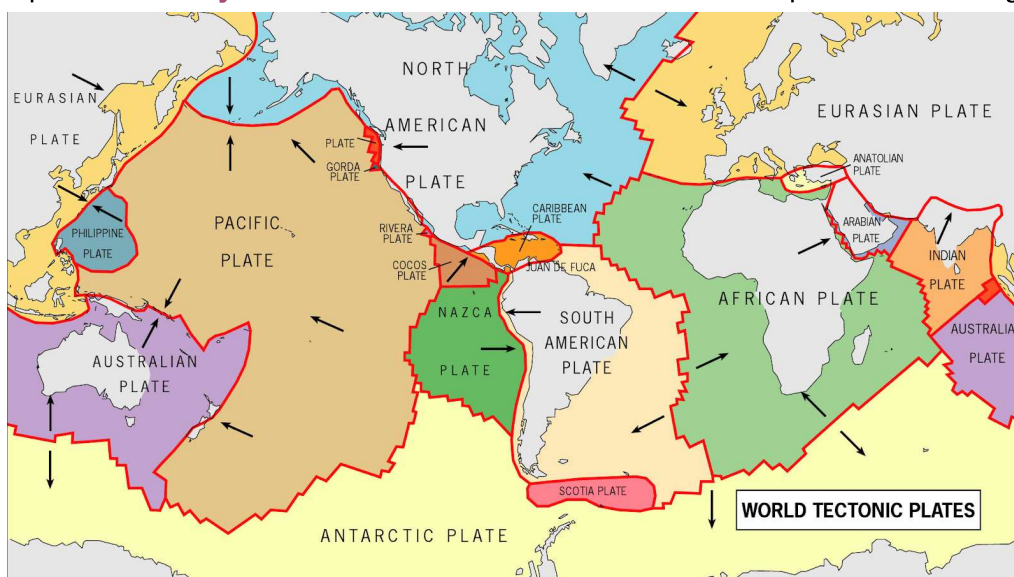 NORTH
AMERICAN
PLATE
EURASIAN
PLATE
EURASIAN PLATE
ANATOLIAN
PLATE
PLATE
GORDA
PLATE
CARIBBEAN
PLATE
ARABIAN
PLATE
PHILIPPINE
PLATE
PACIFIC
PLATE
RIVERA
PLATE
COCOS
PLATE
JUAN DE FUCA
INDIAN
PLATE
AFRICAN PLATE
NAZCA
PLATE
SOUTH
AMERICAN
PLATE
AUSTRALIAN
PLATE
AUSTRALIA
PLATE
SCOTIA PLATE
WORLD TECTONIC PLATES
ANTARCTIC PLATE